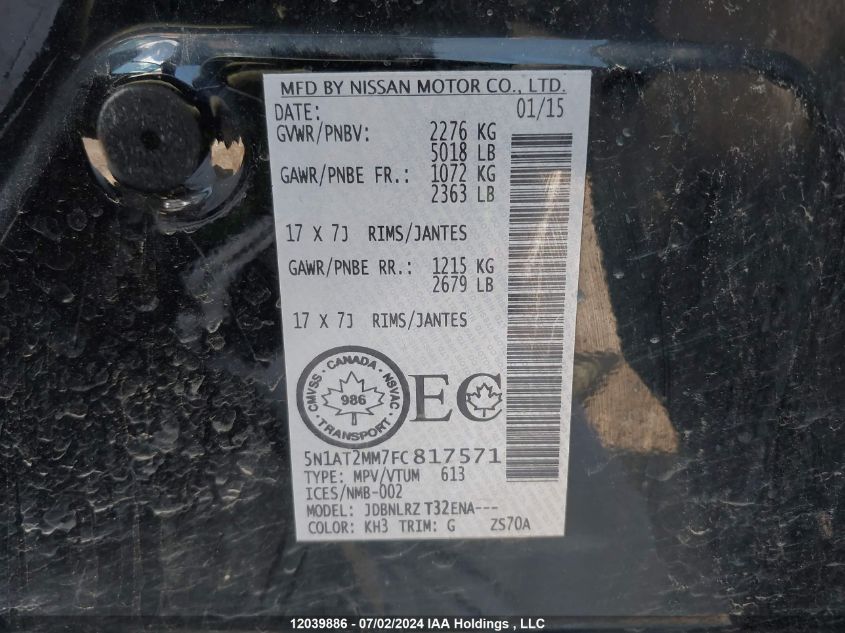 MFD BY NISSAN MOTOR CO., LTD.
DATE: 01/15
GVWR/PNBV: 2276 KG
5018 LB
GAWR/PNBE FR.: 1072 KG
2363 LB
17 X 7J RIMS/JANTES
GAWR/PNBE RR.: 1215 KG
2679 LB
17 X 7J RIMS/JANTES
CMVSS · CANADA · NSVAC · TRANSPORT ·
986
EC
5N1AT2MM7FC817571
TYPE: MPV/VTUM 613
ICES/NMB-002
MODEL: JDBNLRZ T32ENA---
COLOR: KH3 TRIM: G ZS70A
12039886 - 07/02/2024 IAA Holdings , LLC